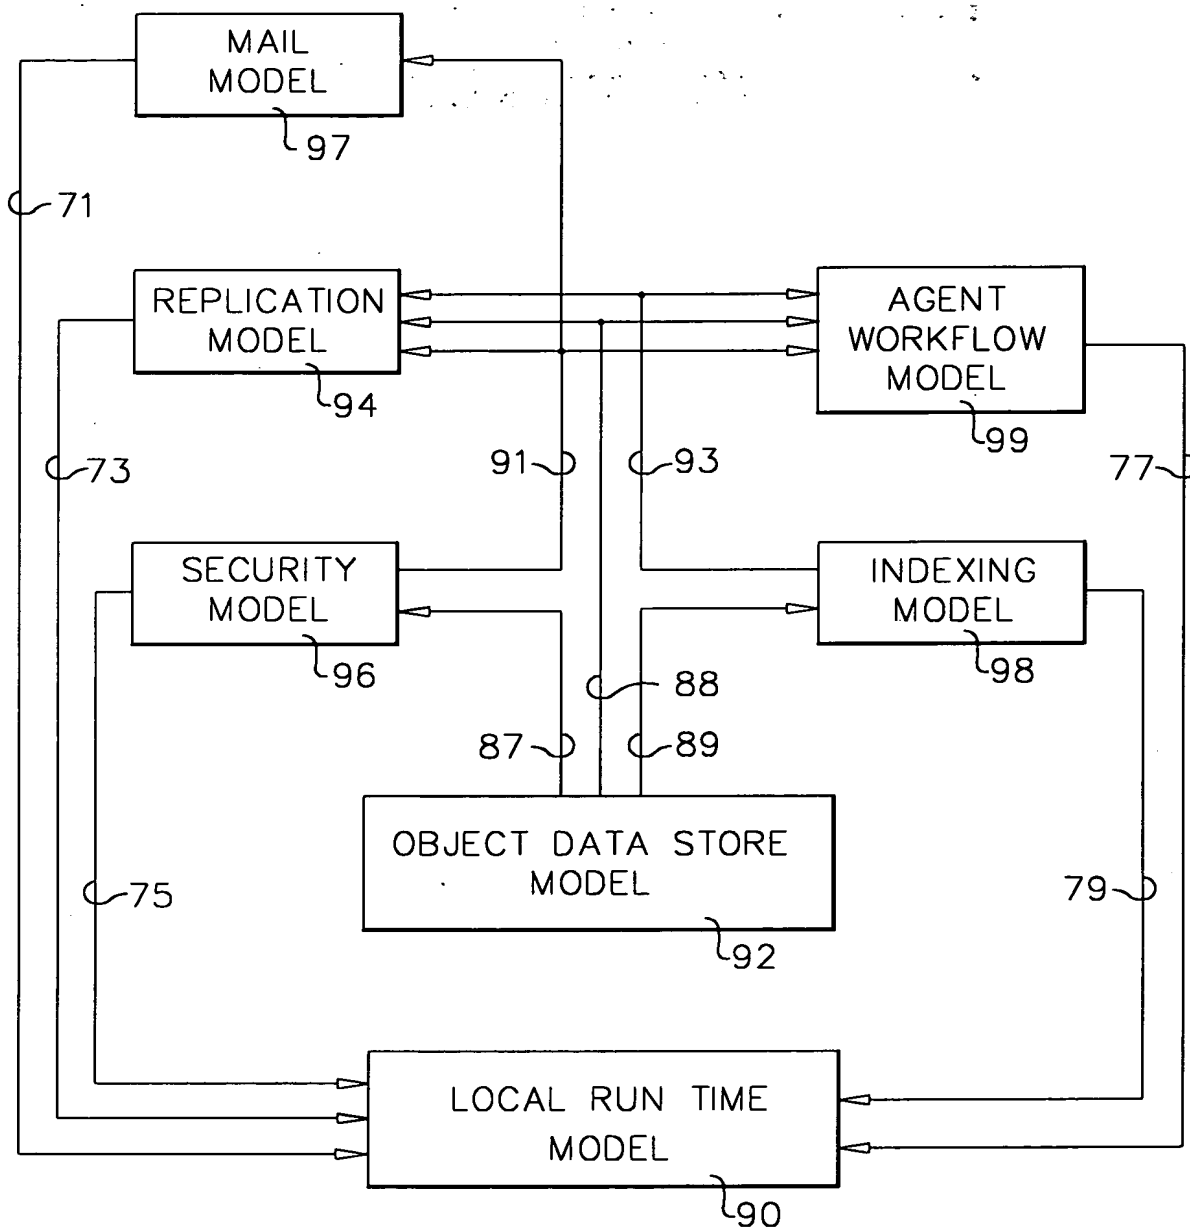 MAIL
MODEL
97
71
REPLICATION
MODEL
94
AGENT
WORKFLOW
MODEL
99
73
91
93
77
SECURITY
MODEL
96
INDEXING
MODEL
98
88
87
89
OBJECT DATA STORE
MODEL
92
75
79
LOCAL RUN TIME
MODEL
90